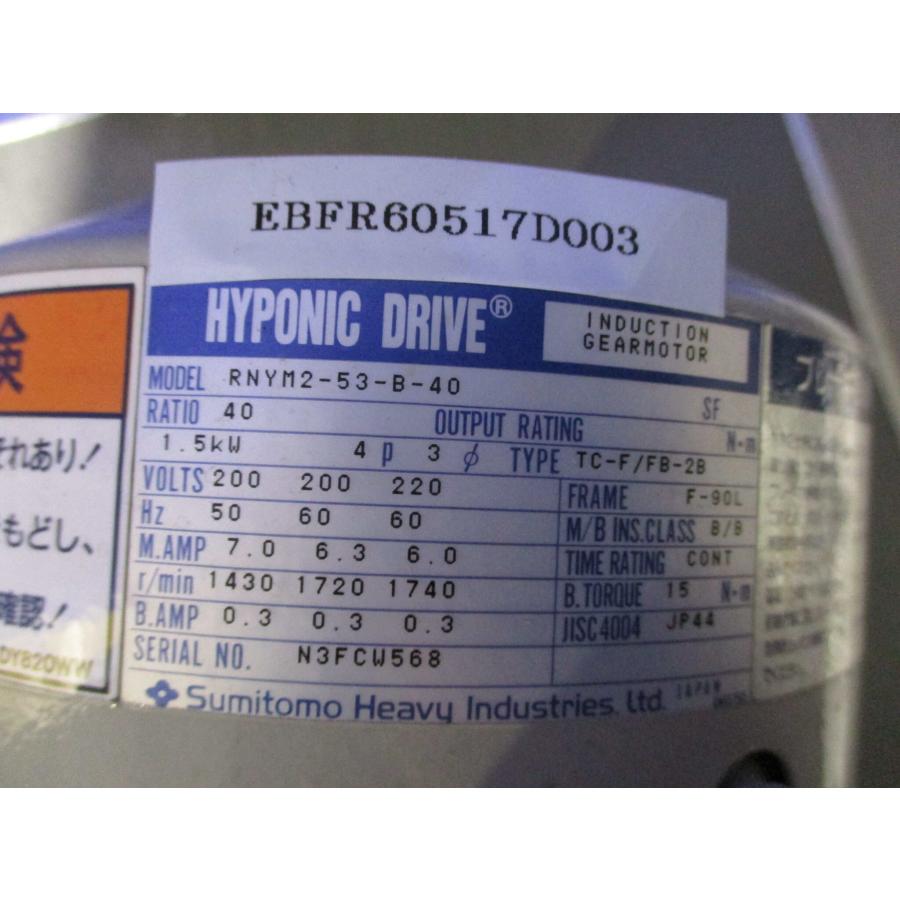 EBFR60517D003
HYPONIC DRIVE®
INDUCTION
GEARMOTOR
MODEL RNYM2-53-B-40
RATIO 40 OUTPUT RATING SF
N-m
1.5kW 4 P 3 φ TYPE TC-F/FB-2B
VOLTS 200 200 220
FRAME F-90L
Hz 50 60 60
M/B INS.CLASS B/B
M.AMP 7.0 6.3 6.0
TIME RATING CONT
r/min 1430 1720 1740
B.TORQUE 15 N-m
B.AMP 0.3 0.3 0.3
JISC4004 JP44
SERIAL NO. N3FCW568
Sumitomo Heavy Industries, Ltd. JAPAN
険
それあり!
もどし、
確認!
DY820WW